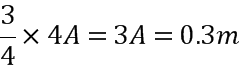 3/4 × 4A = 3A = 0.3m